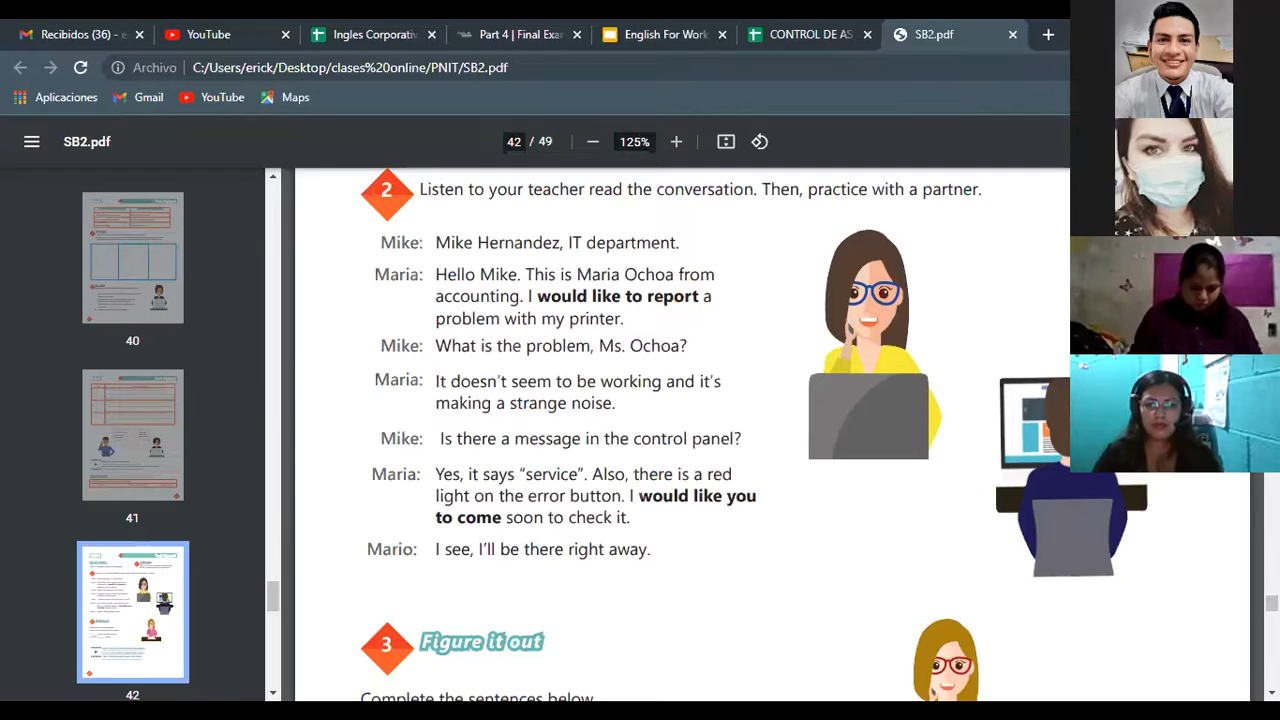 Recibidos (36) - e
YouTube
Ingles Corporativ
Part 4 | Final Exar
English For Work
CONTROL DE AS
SB2.pdf
Archivo
C:/Users/erick/Desktop/clases%20online/PNIT/SB2.pdf
Aplicaciones
Gmail
YouTube
Maps
SB2.pdf
42 / 49
125%
40
41
42
2 Listen to your teacher read the conversation. Then, practice with a partner.
Mike: Mike Hernandez, IT department.
Maria: Hello Mike. This is Maria Ochoa from
accounting. I would like to report a
problem with my printer.
Mike: What is the problem, Ms. Ochoa?
Maria: It doesn't seem to be working and it's
making a strange noise.
Mike: Is there a message in the control panel?
Maria: Yes, it says “service”. Also, there is a red
light on the error button. I would like you
to come soon to check it.
Mario: I see, I'll be there right away.
3 Figure it out
Complete the sentences below